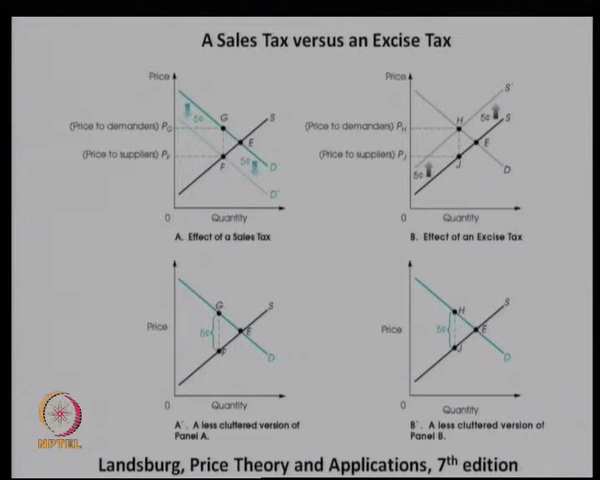 A Sales Tax versus an Excise Tax
Price
5¢
G
S
(Price to demanders) P_G
E
(Price to suppliers) P_F
5¢
F
D
D'
0
Quantity
A. Effect of a Sales Tax
Price
S'
5¢
S
H
(Price to demanders) P_H
E
(Price to suppliers) P_J
J
5¢
D
0
Quantity
B. Effect of an Excise Tax
G
S
Price
5¢
E
F
D
0
Quantity
A'. A less cluttered version of
Panel A.
H
S
Price
5¢
E
J
D
0
Quantity
B'. A less cluttered version of
Panel B.
NPTEL
Landsburg, Price Theory and Applications, 7th edition